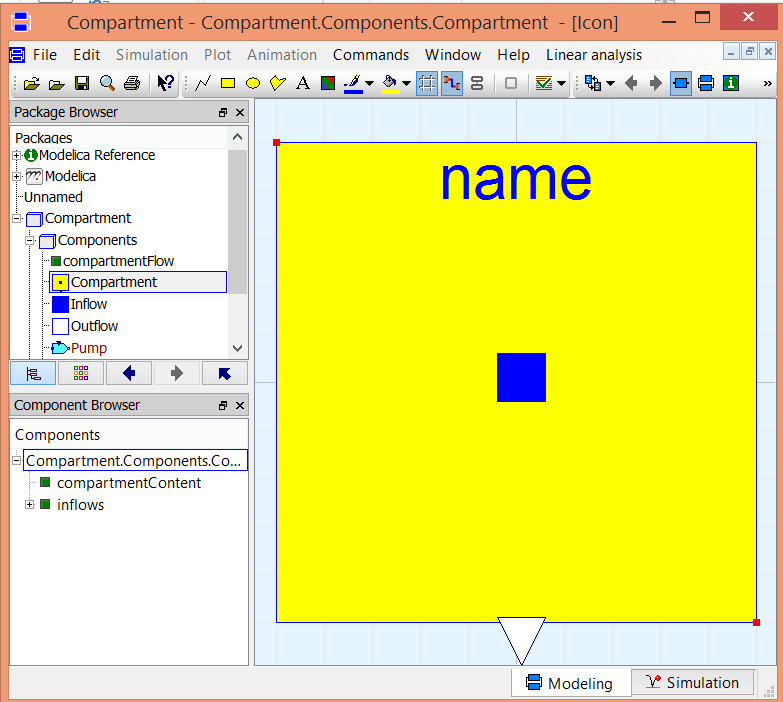 Compartment - Compartment.Components.Compartment - [Icon]
File Edit Simulation Plot Animation Commands Window Help Linear analysis
Package Browser
Packages
Modelica Reference
Modelica
Unnamed
Compartment
Components
compartmentFlow
Compartment
Inflow
Outflow
Pump
Component Browser
Components
Compartment.Components.Co...
compartmentContent
inflows
name
Modeling Simulation